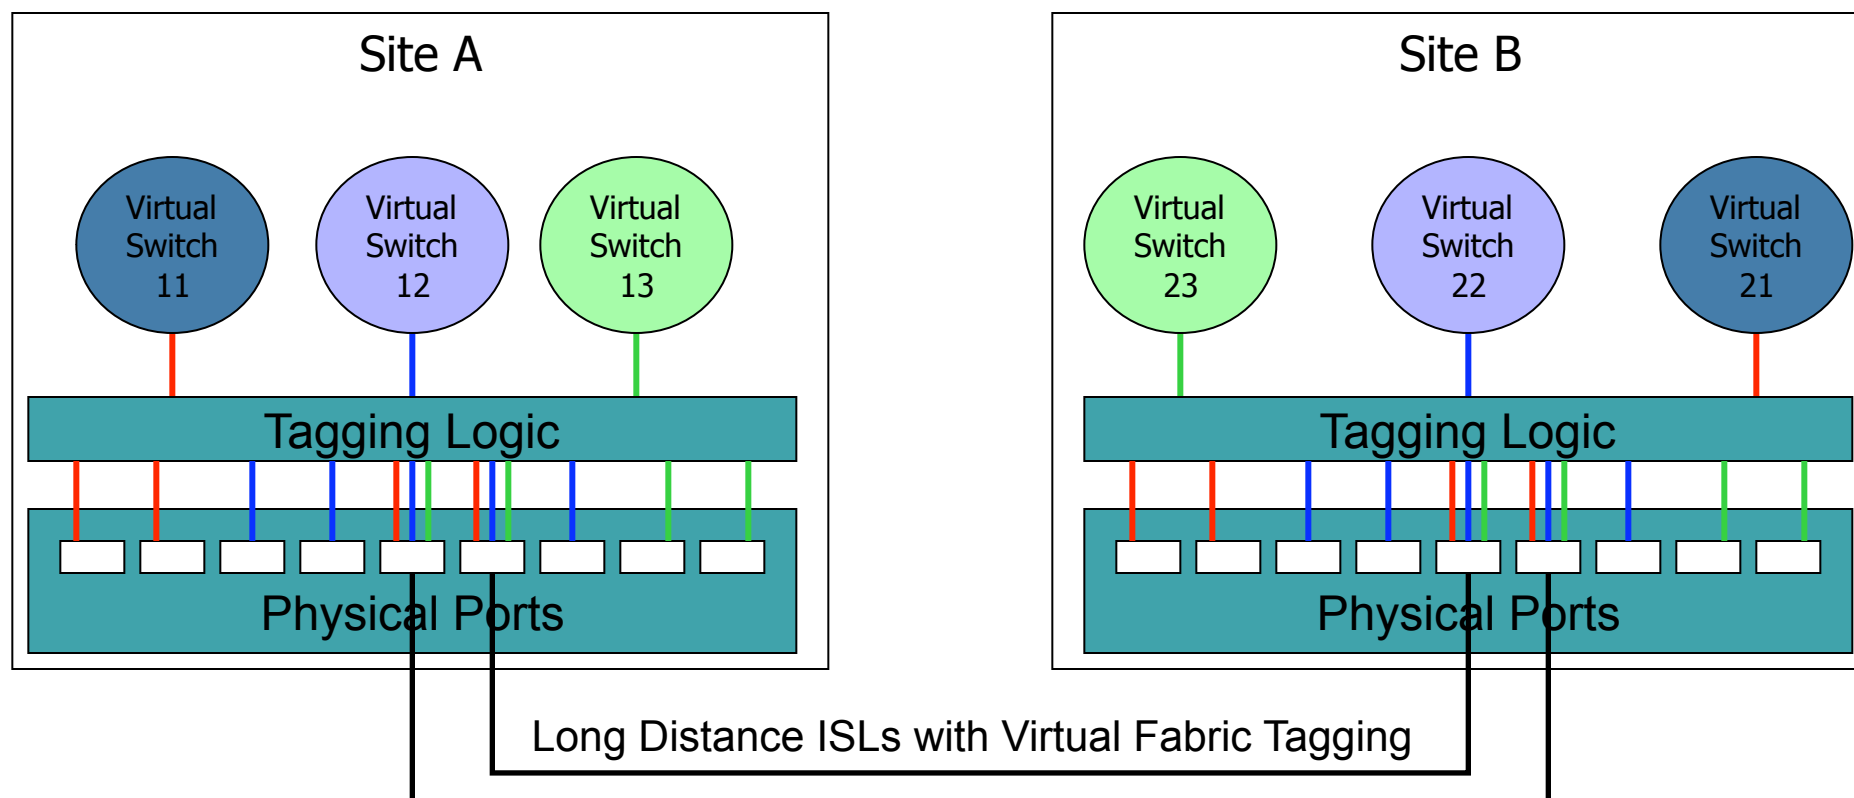 Site A
Site B
Virtual
Switch
11
Virtual
Switch
12
Virtual
Switch
13
Virtual
Switch
23
Virtual
Switch
22
Virtual
Switch
21
Tagging Logic
Tagging Logic
Physical Ports
Physical Ports
Long Distance ISLs with Virtual Fabric Tagging